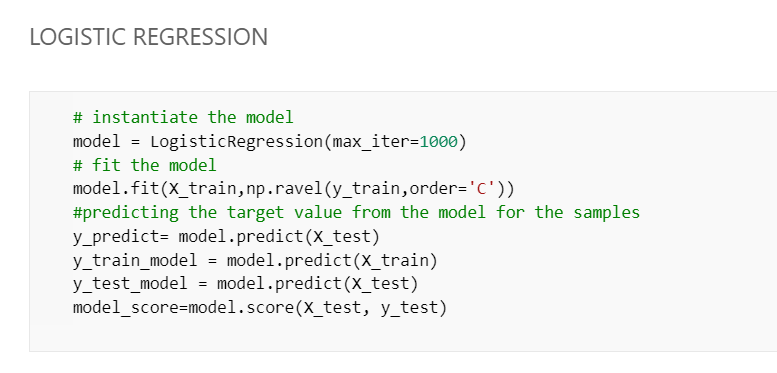 LOGISTIC REGRESSION
# instantiate the model
model = LogisticRegression(max_iter=1000)
# fit the model
model.fit(X_train,np.ravel(y_train,order='C'))
#predicting the target value from the model for the samples
y_predict= model.predict(X_test)
y_train_model = model.predict(X_train)
y_test_model = model.predict(X_test)
model_score=model.score(X_test, y_test)